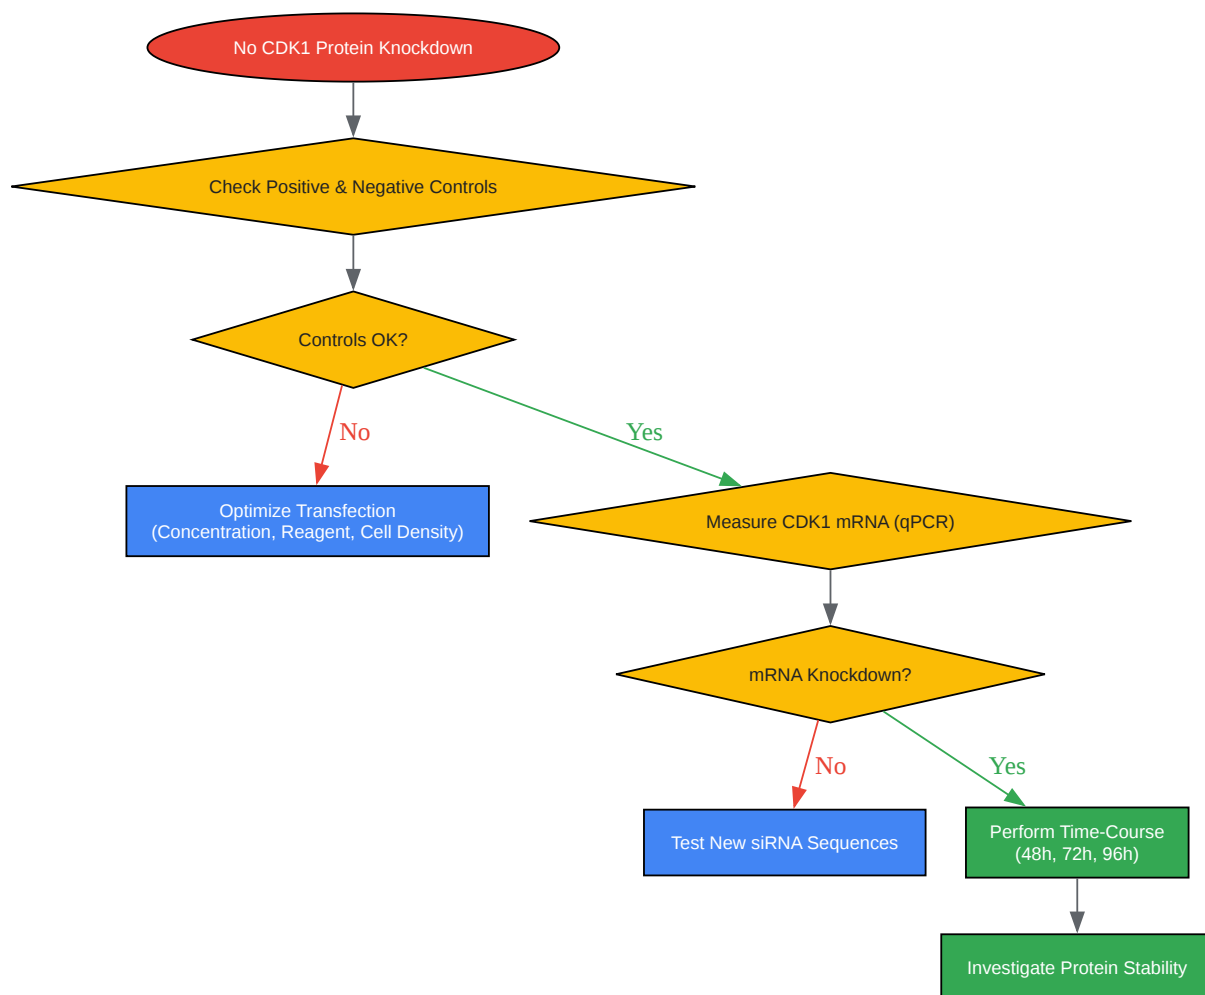 No CDK1 Protein Knockdown
Check Positive & Negative Controls
Controls OK?
No
Yes
Optimize Transfection
(Concentration, Reagent, Cell Density)
Measure CDK1 mRNA (qPCR)
mRNA Knockdown?
No
Yes
Test New siRNA Sequences
Perform Time-Course
(48h, 72h, 96h)
Investigate Protein Stability